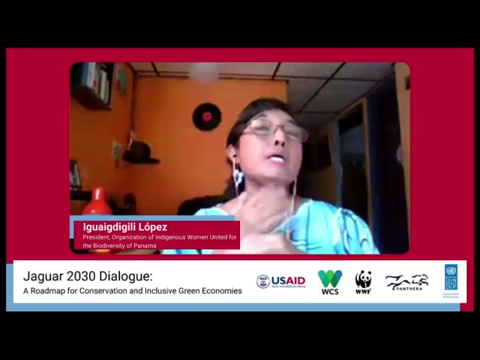 Iguaigdigili López
President, Organization of Indigenous Women United for
the Biodiversity of Panama
Jaguar 2030 Dialogue:
A Roadmap for Conservation and Inclusive Green Economies
USAID
WCS
WWF
PANTHERA